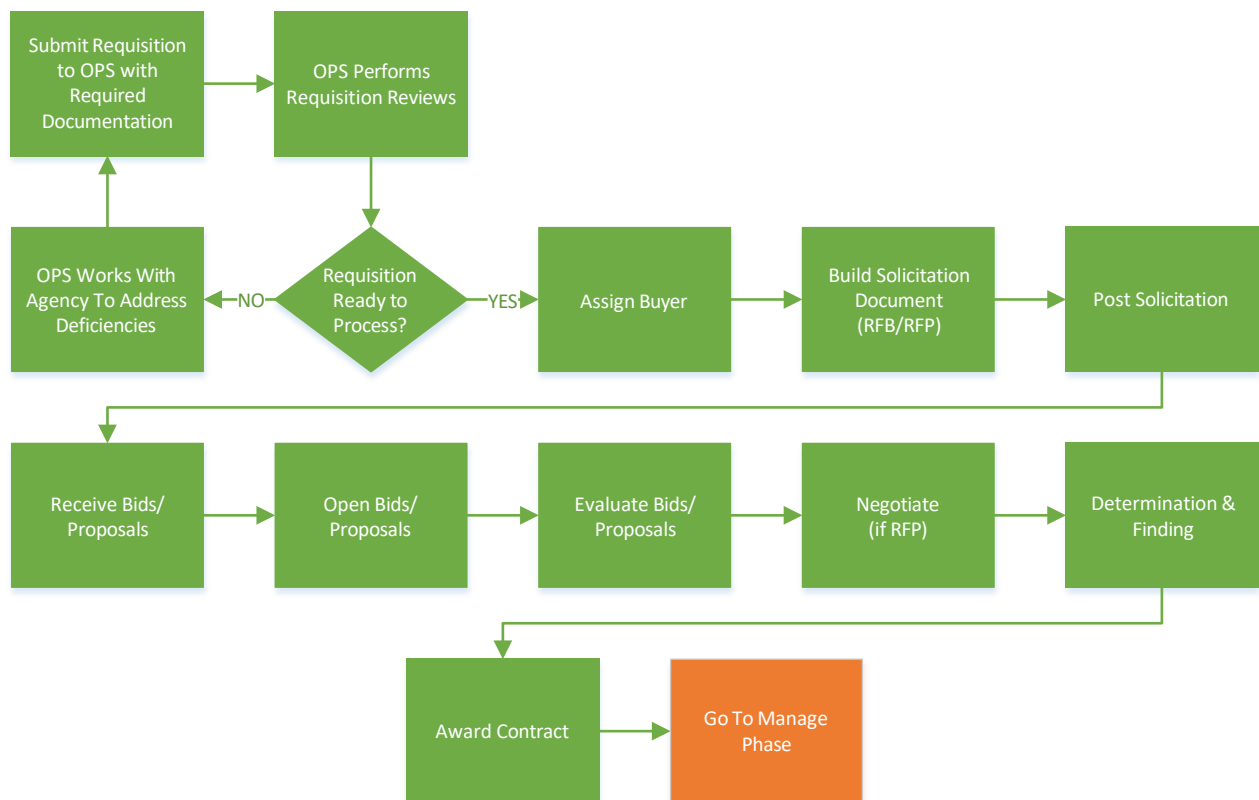 Submit Requisition
to OPS with
Required
Documentation
OPS Performs
Requisition Reviews
OPS Works With
Agency To Address
Deficiencies
NO
Requisition
Ready to
Process?
YES
Assign Buyer
Build Solicitation
Document
(RFB/RFP)
Post Solicitation
Receive Bids/
Proposals
Open Bids/
Proposals
Evaluate Bids/
Proposals
Negotiate
(if RFP)
Determination &
Finding
Award Contract
Go To Manage
Phase